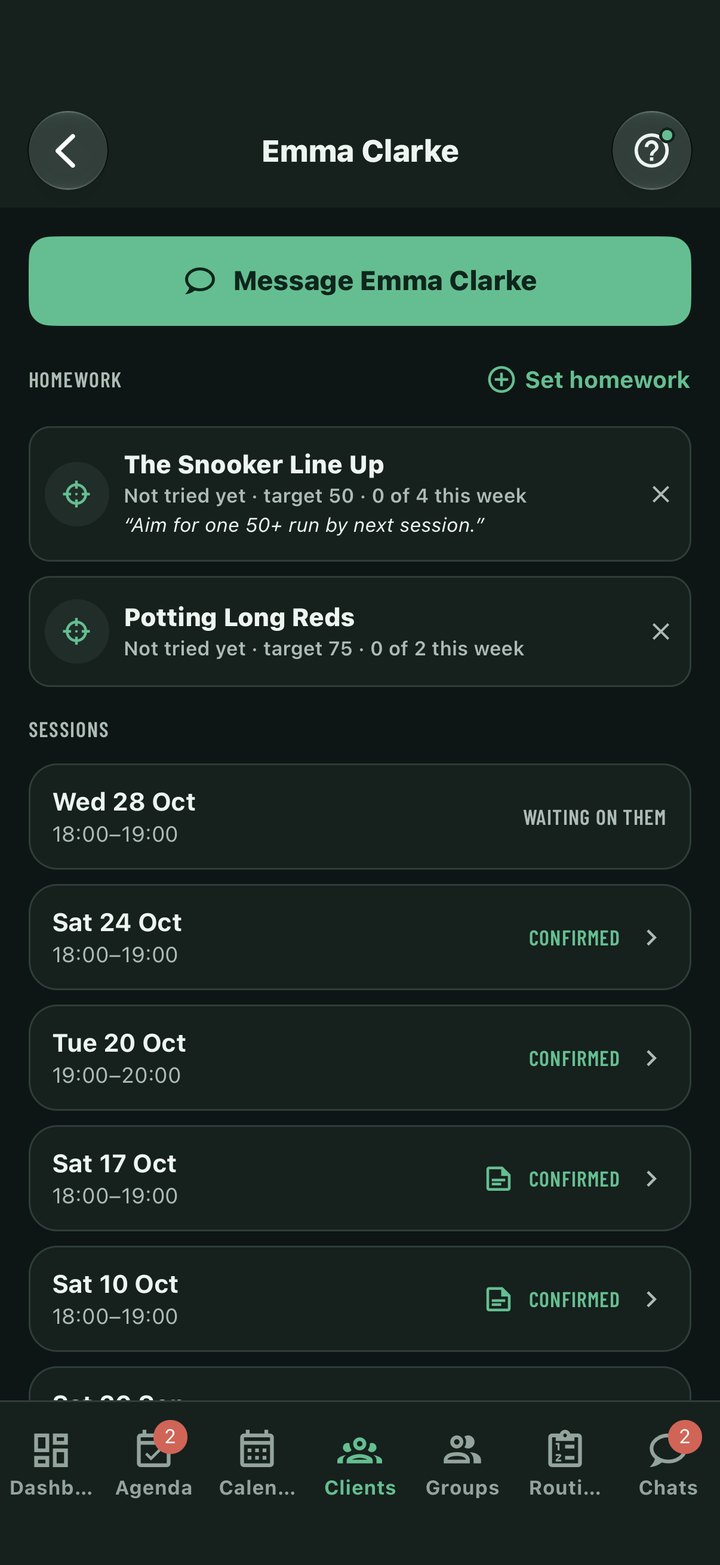 Emma Clarke
Message Emma Clarke
HOMEWORK
Set homework
The Snooker Line Up
Not tried yet · target 50 · 0 of 4 this week
“Aim for one 50+ run by next session.”
Potting Long Reds
Not tried yet · target 75 · 0 of 2 this week
SESSIONS
Wed 28 Oct
18:00–19:00
WAITING ON THEM
Sat 24 Oct
18:00–19:00
CONFIRMED
Tue 20 Oct
19:00–20:00
CONFIRMED
Sat 17 Oct
18:00–19:00
CONFIRMED
Sat 10 Oct
18:00–19:00
CONFIRMED
2
2
Dashb...
Agenda
Calen...
Clients
Groups
Routi...
Chats